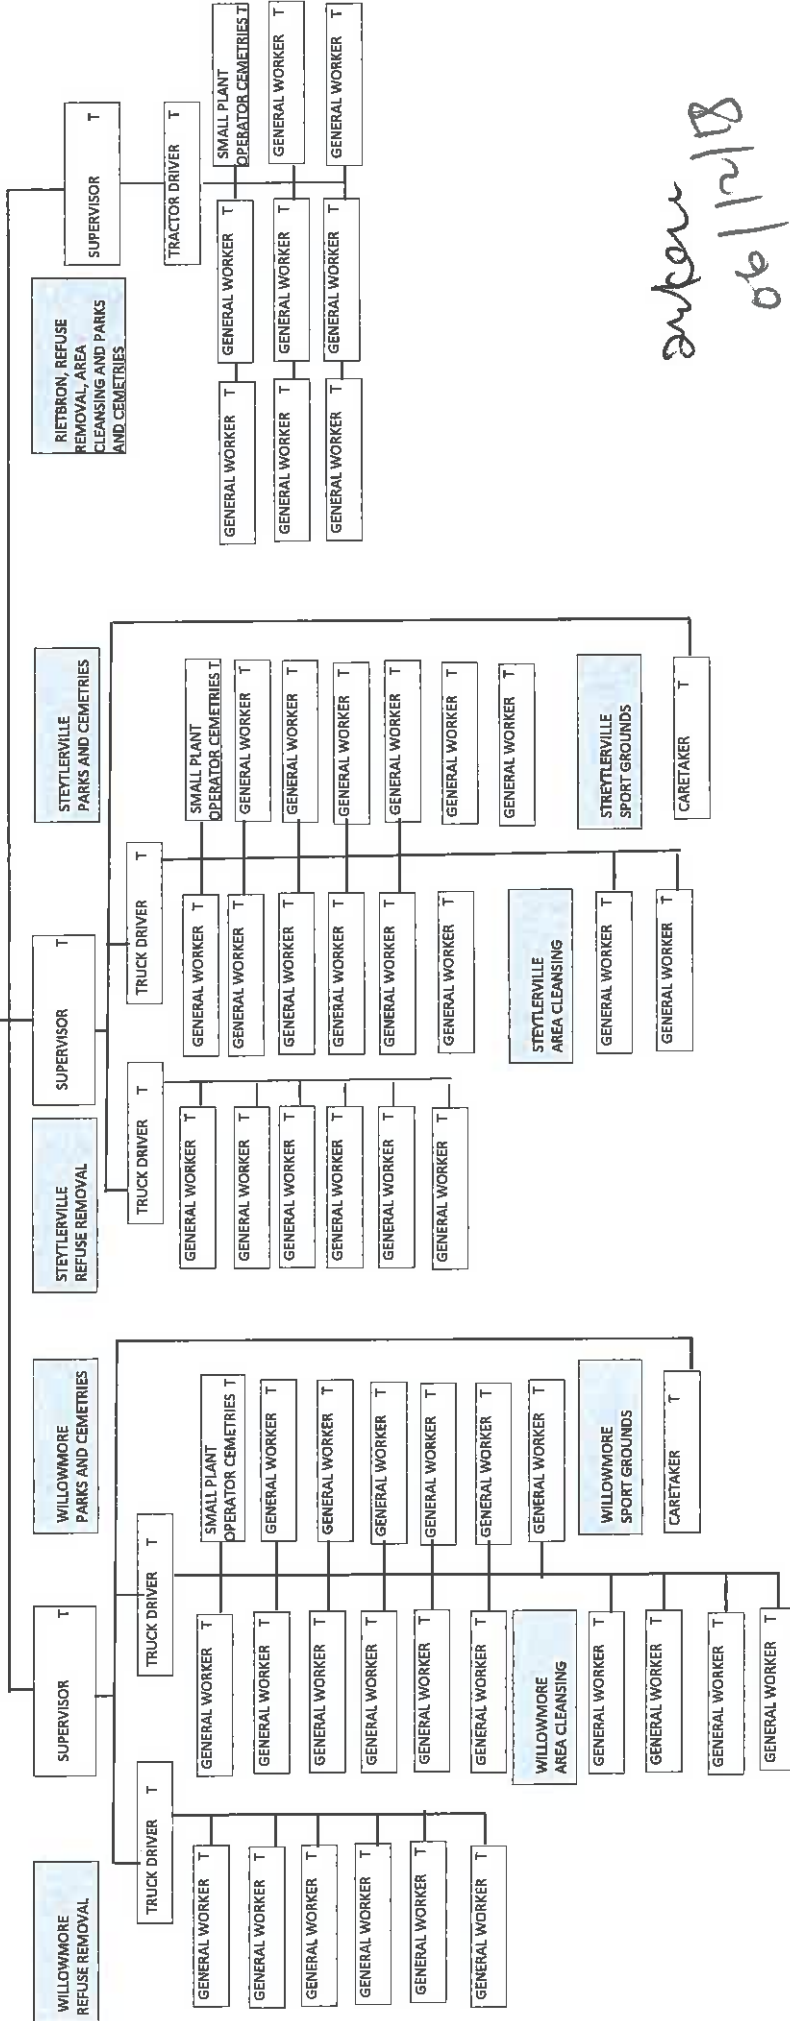 WILLOWMORE
REFUSE REMOVAL
SUPERVISOR T
WILLOWMORE
PARKS AND CEMETRIES
TRUCK DRIVER T
GENERAL WORKER T
GENERAL WORKER T
GENERAL WORKER T
GENERAL WORKER T
GENERAL WORKER T
GENERAL WORKER T
TRUCK DRIVER T
GENERAL WORKER T
GENERAL WORKER T
GENERAL WORKER T
GENERAL WORKER T
GENERAL WORKER T
GENERAL WORKER T
SMALL PLANT
OPERATOR CEMETRIES T
GENERAL WORKER T
GENERAL WORKER T
GENERAL WORKER T
GENERAL WORKER T
GENERAL WORKER T
GENERAL WORKER T
WILLOWMORE
AREA CLEANSING
GENERAL WORKER T
GENERAL WORKER T
GENERAL WORKER T
GENERAL WORKER T
WILLOWMORE
SPORT GROUNDS
CARETAKER T
STEYTLERVILLE
REFUSE REMOVAL
SUPERVISOR T
STEYTLERVILLE
PARKS AND CEMETRIES
TRUCK DRIVER T
GENERAL WORKER T
GENERAL WORKER T
GENERAL WORKER T
GENERAL WORKER T
GENERAL WORKER T
GENERAL WORKER T
TRUCK DRIVER T
GENERAL WORKER T
GENERAL WORKER T
GENERAL WORKER T
GENERAL WORKER T
GENERAL WORKER T
GENERAL WORKER T
SMALL PLANT
OPERATOR CEMETRIES T
GENERAL WORKER T
GENERAL WORKER T
GENERAL WORKER T
GENERAL WORKER T
GENERAL WORKER T
GENERAL WORKER T
STEYTLERVILLE
AREA CLEANSING
GENERAL WORKER T
GENERAL WORKER T
STREYTLERVILLE
SPORT GROUNDS
CARETAKER T
RIETBRON, REFUSE
REMOVAL, AREA
CLEANSING AND PARKS
AND CEMETRIES
SUPERVISOR T
TRACTOR DRIVER T
GENERAL WORKER T
GENERAL WORKER T
GENERAL WORKER T
GENERAL WORKER T
GENERAL WORKER T
GENERAL WORKER T
SMALL PLANT
OPERATOR CEMETRIES T
GENERAL WORKER T
GENERAL WORKER T
06/12/18